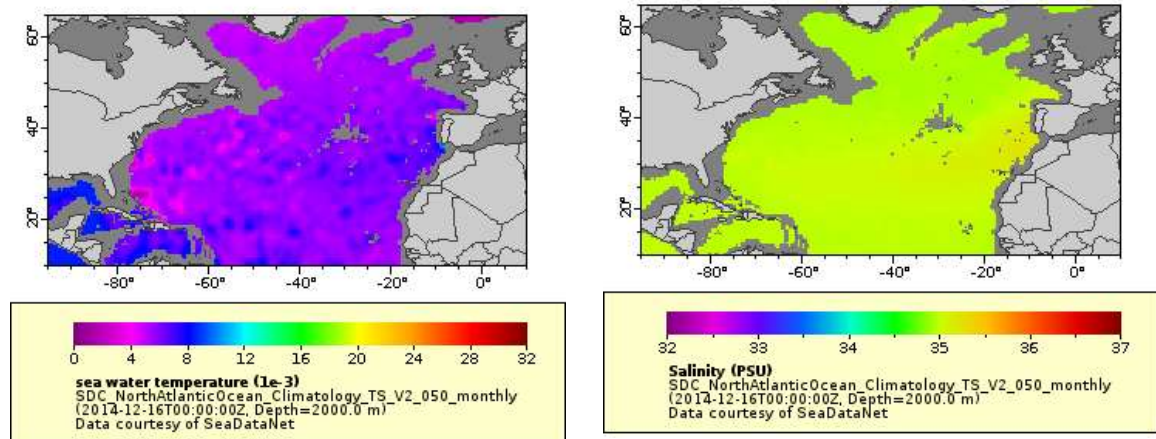 60°
40°
20°
-80° -60° -40° -20° 0°
0 4 8 12 16 20 24 28 32
sea water temperature (1e-3)
SDC_NorthAtlanticOcean_Climatology_TS_V2_050_monthly
(2014-12-16T00:00:00Z, Depth=2000.0 m)
Data courtesy of SeaDataNet
60°
40°
20°
-80° -60° -40° -20° 0°
32 33 34 35 36 37
Salinity (PSU)
SDC_NorthAtlanticOcean_Climatology_TS_V2_050_monthly
(2014-12-16T00:00:00Z, Depth=2000.0 m)
Data courtesy of SeaDataNet